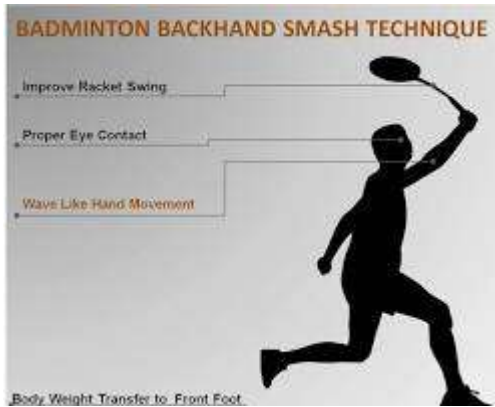 BADMINTON BACKHAND SMASH TECHNIQUE
Improve Racket Swing
Proper Eye Contact
Wave Like Hand Movement
Body Weight Transfer to Front Foot